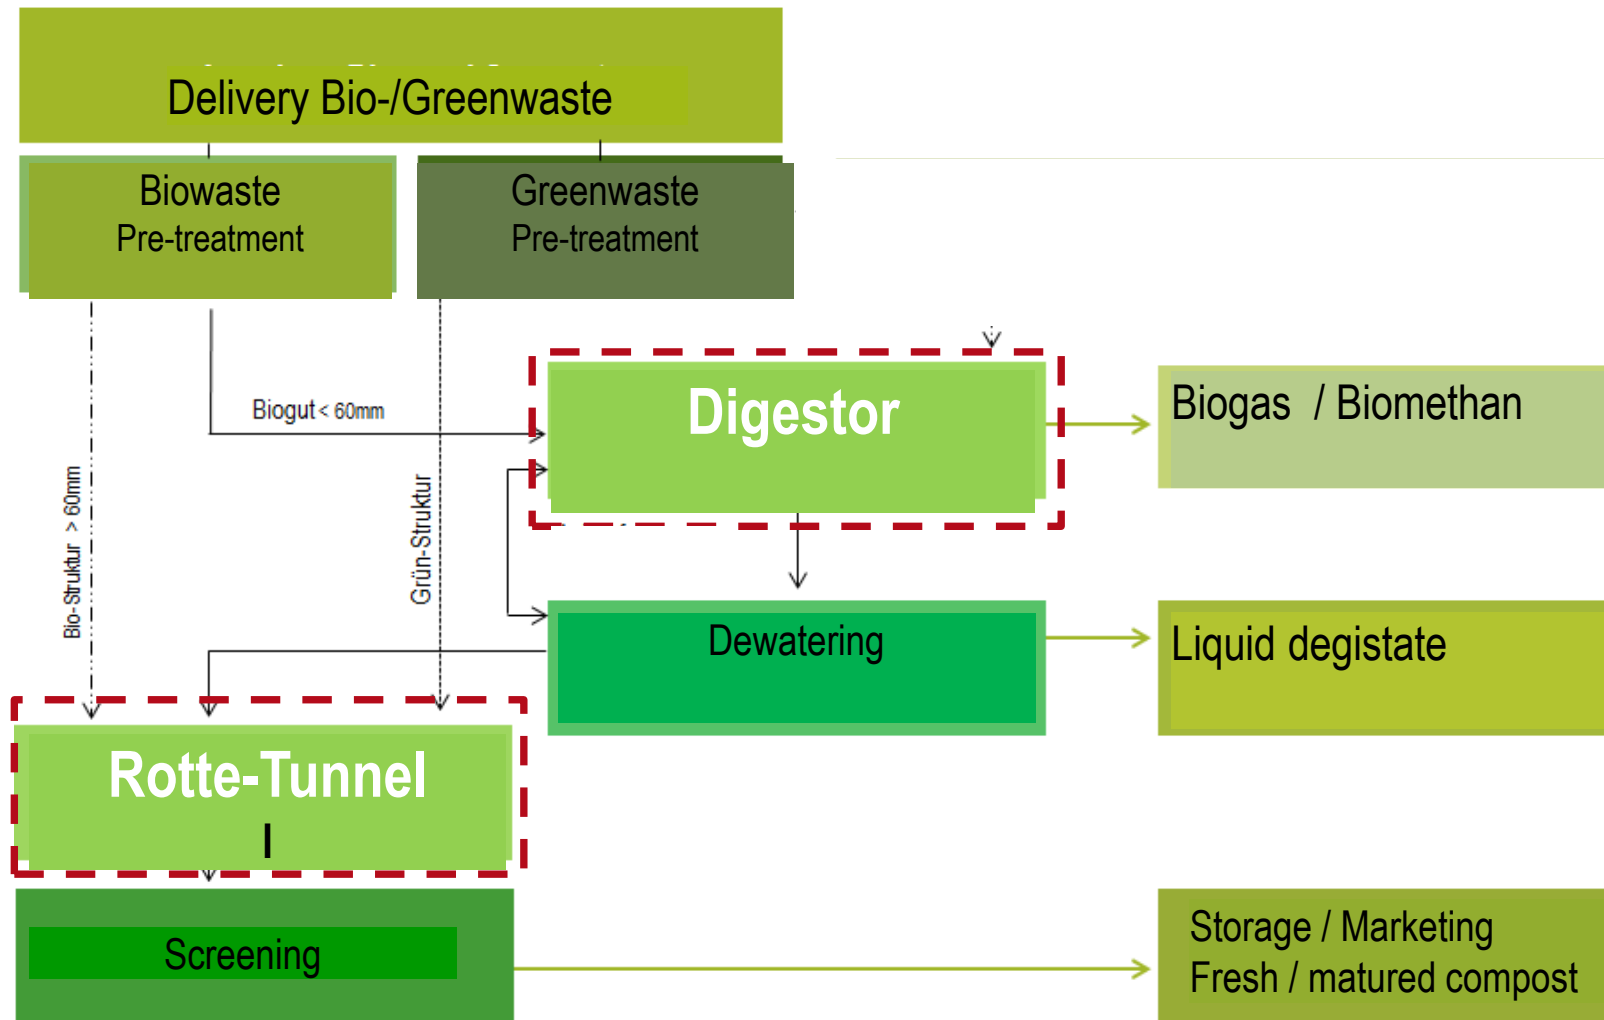 Delivery Bio-/Greenwaste
Biowaste
Pre-treatment
Greenwaste
Pre-treatment
Biogut < 60mm
Digestor
Biogas / Biomethan
Bio-Struktur > 60mm
Grün-Struktur
Dewatering
Liquid degistate
Rotte-Tunnel
I
Screening
Storage / Marketing
Fresh / matured compost